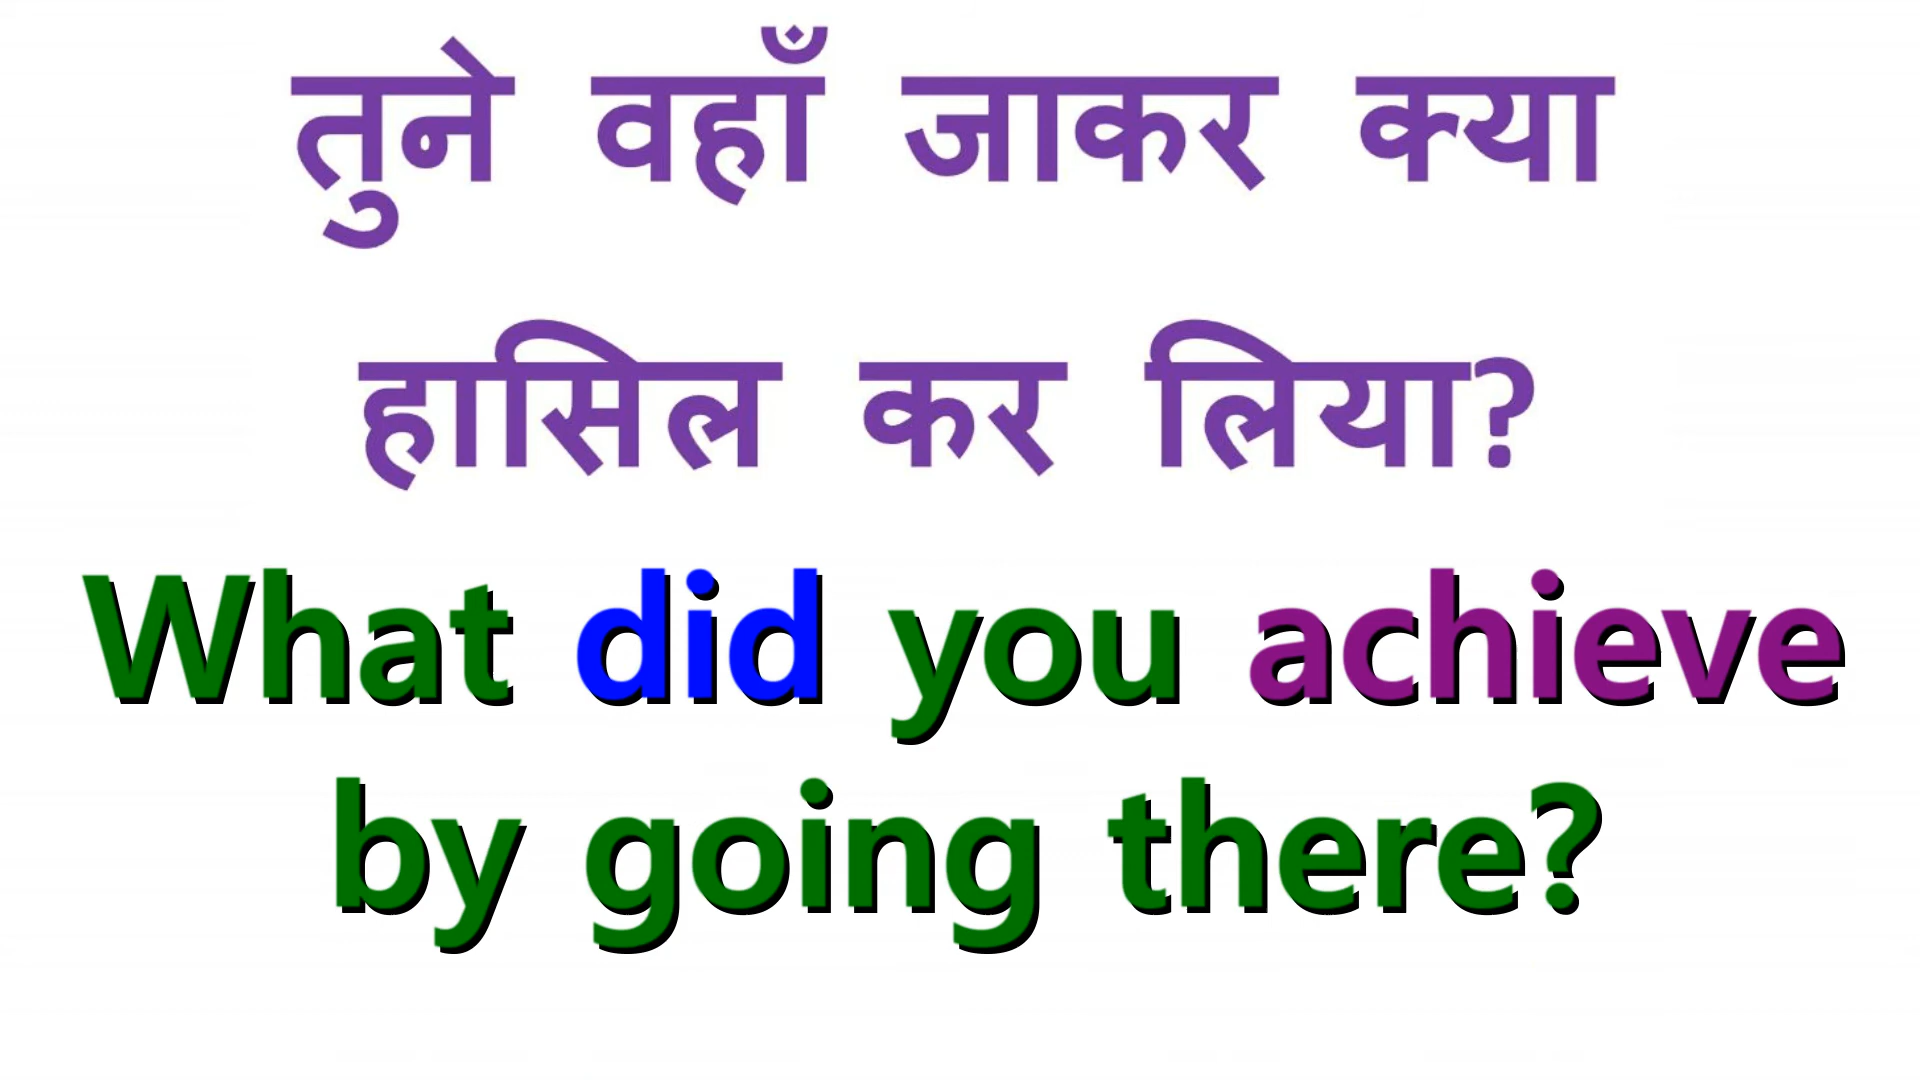 तुने वहाँ जाकर क्या
हासिल कर लिया?
What did you achieve
by going there?